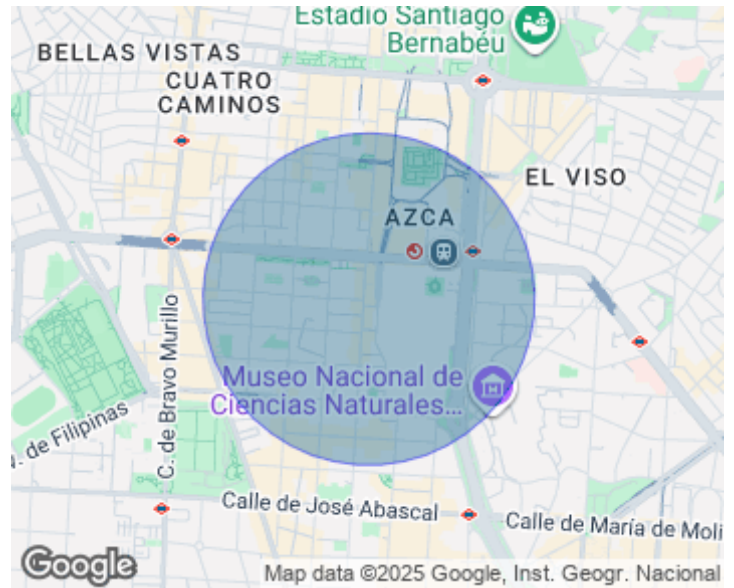 Estadio Santiago
Bernabéu
BELLAS VISTAS
CUATRO
CAMINOS
EL VISO
AZCA
C. de Bravo Murillo
Museo Nacional de
Ciencias Naturales...
. de Filipinas
Calle de José Abascal
Calle de María de Moli
Google
Map data ©2025 Google, Inst. Geogr. Nacional